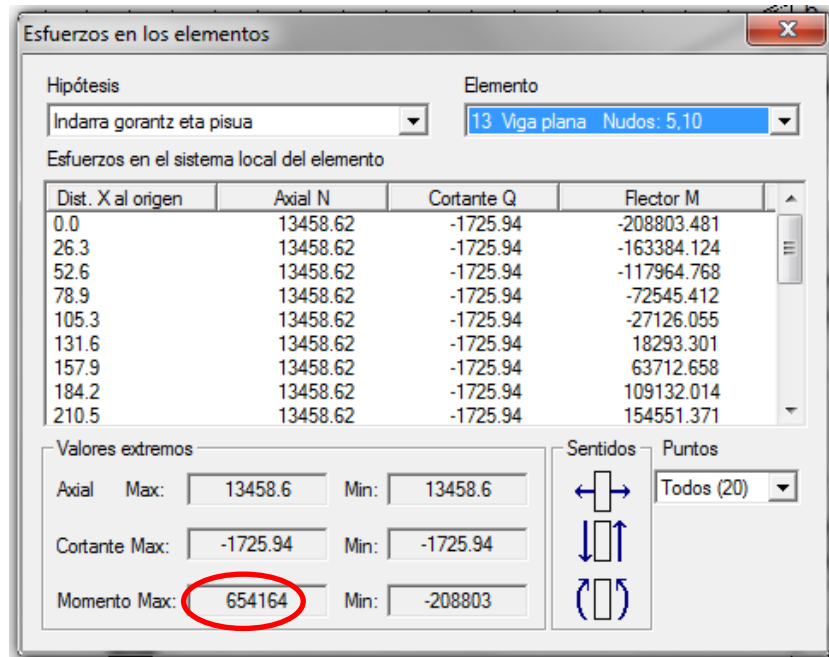 Esfuerzos en los elementos
Hipótesis Elemento
Indarra gorantz eta pisua 13 Viga plana Nudos: 5,10
Esfuerzos en el sistema local del elemento
Dist. X al origen Axial N Cortante Q Flector M
0.0 13458.62 -1725.94 -208803.481
26.3 13458.62 -1725.94 -163384.124
52.6 13458.62 -1725.94 -117964.768
78.9 13458.62 -1725.94 -72545.412
105.3 13458.62 -1725.94 -27126.055
131.6 13458.62 -1725.94 18293.301
157.9 13458.62 -1725.94 63712.658
184.2 13458.62 -1725.94 109132.014
210.5 13458.62 -1725.94 154551.371
Valores extremos Sentidos Puntos
Axial Max: 13458.6 Min: 13458.6 Todos (20)
Cortante Max: -1725.94 Min: -1725.94
Momento Max: 654164 Min: -208803